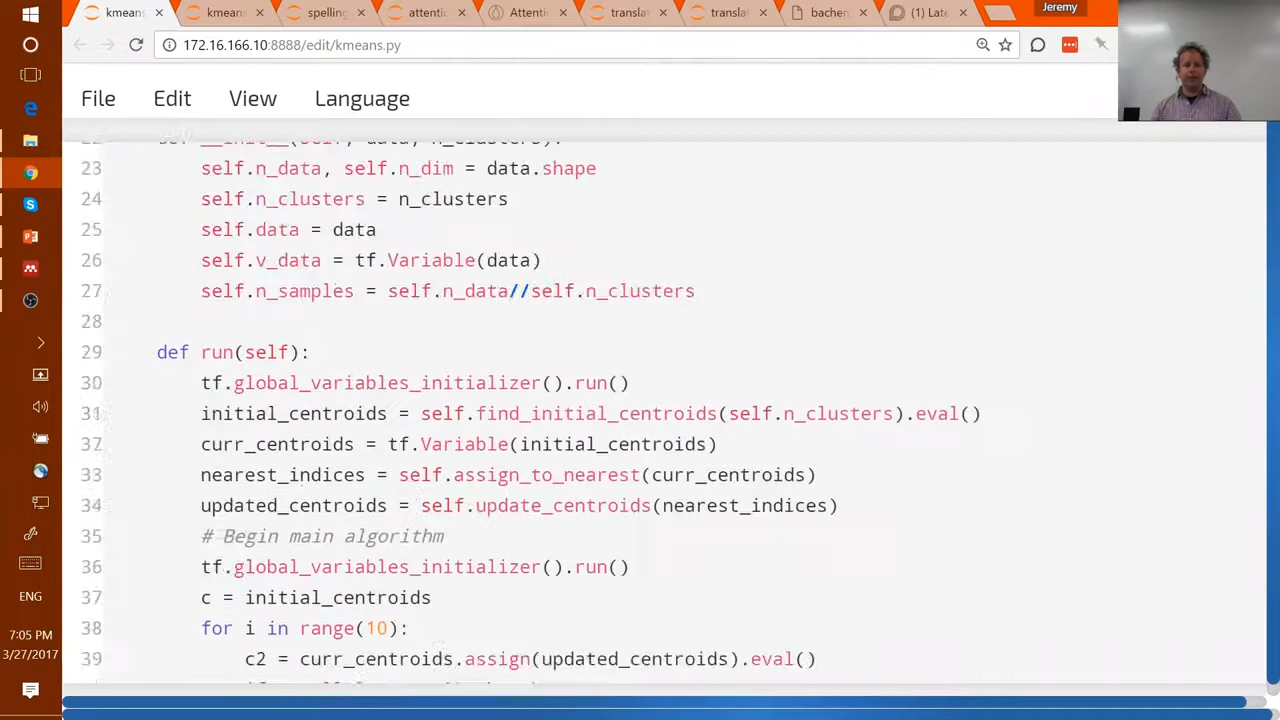 kmeans
kmeans
spelling
attentic
Attenti
translat
translat
bachen
(1) Late
Jeremy
172.16.166.10:8888/edit/kmeans.py
File Edit View Language
23 self.n_data, self.n_dim = data.shape
24 self.n_clusters = n_clusters
25 self.data = data
26 self.v_data = tf.Variable(data)
27 self.n_samples = self.n_data//self.n_clusters
28
29 def run(self):
30 tf.global_variables_initializer().run()
31 initial_centroids = self.find_initial_centroids(self.n_clusters).eval()
32 curr_centroids = tf.Variable(initial_centroids)
33 nearest_indices = self.assign_to_nearest(curr_centroids)
34 updated_centroids = self.update_centroids(nearest_indices)
35 # Begin main algorithm
36 tf.global_variables_initializer().run()
37 c = initial_centroids
38 for i in range(10):
39 c2 = curr_centroids.assign(updated_centroids).eval()
ENG
7:05 PM
3/27/2017